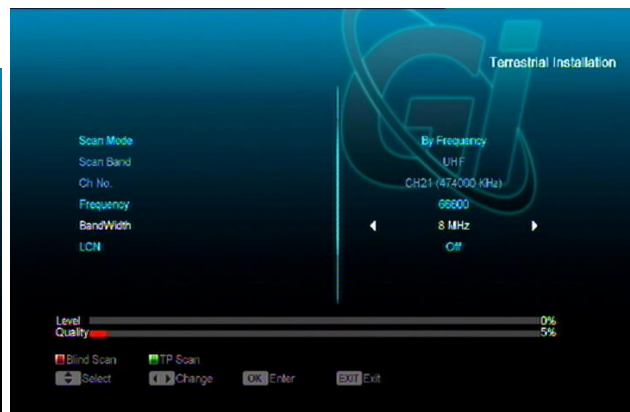 Terrestrial Installation
Scan Mode By Frequency
Scan Band UHF
Ch No. CH21 (474000 KHz)
Frequency 66600
BandWidth 8 MHz
LCN Off
Level 0%
Quality 5%
Blind Scan TP Scan
Select Change OK Enter EXIT Exit